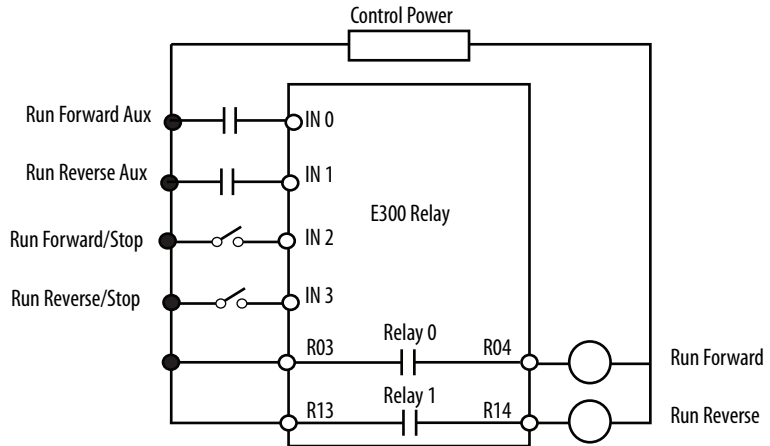 Control Power
Run Forward Aux
IN 0
Run Reverse Aux
IN 1
E300 Relay
Run Forward/Stop
IN 2
Run Reverse/Stop
IN 3
R03
Relay 0
R04
Run Forward
R13
Relay 1
R14
Run Reverse